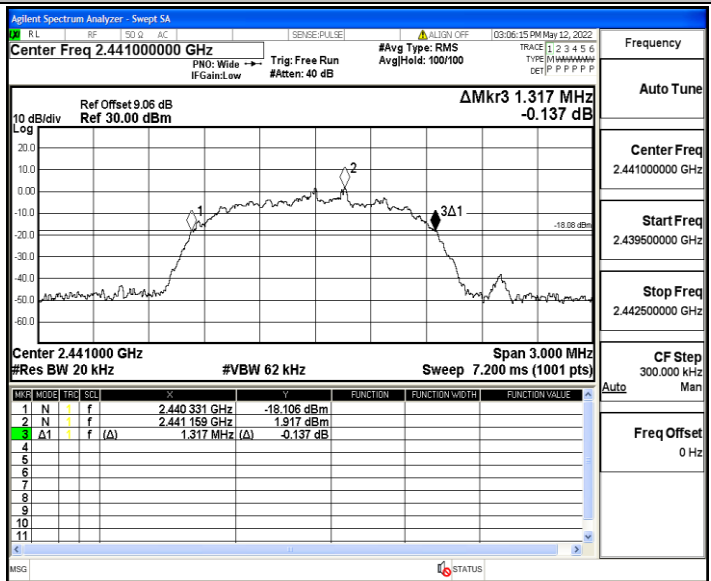 Agilent Spectrum Analyzer - Swept SA
RL RF 50 Ω AC SENSE:PULSE ALIGN OFF 03:06:15 PM May 12, 2022
Center Freq 2.441000000 GHz
PNO: Wide
IFGain:Low
Trig: Free Run
#Atten: 40 dB
#Avg Type: RMS
Avg|Hold: 100/100
TRACE 1 2 3 4 5 6
TYPE M WWWWW
DET P P P P P P
ΔMkr3 1.317 MHz
-0.137 dB
Ref Offset 9.06 dB
10 dB/div Ref 30.00 dBm
Log
20.0
10.0
0.00
-10.0
-20.0
-30.0
-40.0
-50.0
-60.0
1
2
3Δ1
-18.08 dBm
Center 2.441000 GHz Span 3.000 MHz
#Res BW 20 kHz #VBW 62 kHz Sweep 7.200 ms (1001 pts)
MKR MODE TRC SCL X Y FUNCTION FUNCTION WIDTH FUNCTION VALUE
1 N 1 f 2.440 331 GHz -18.106 dBm
2 N 1 f 2.441 159 GHz 1.917 dBm
3 Δ1 1 f (Δ) 1.317 MHz (Δ) -0.137 dB
4
5
6
7
8
9
10
11
MSG STATUS
Frequency
Auto Tune
Center Freq
2.441000000 GHz
Start Freq
2.439500000 GHz
Stop Freq
2.442500000 GHz
CF Step
300.000 kHz
Auto Man
Freq Offset
0 Hz